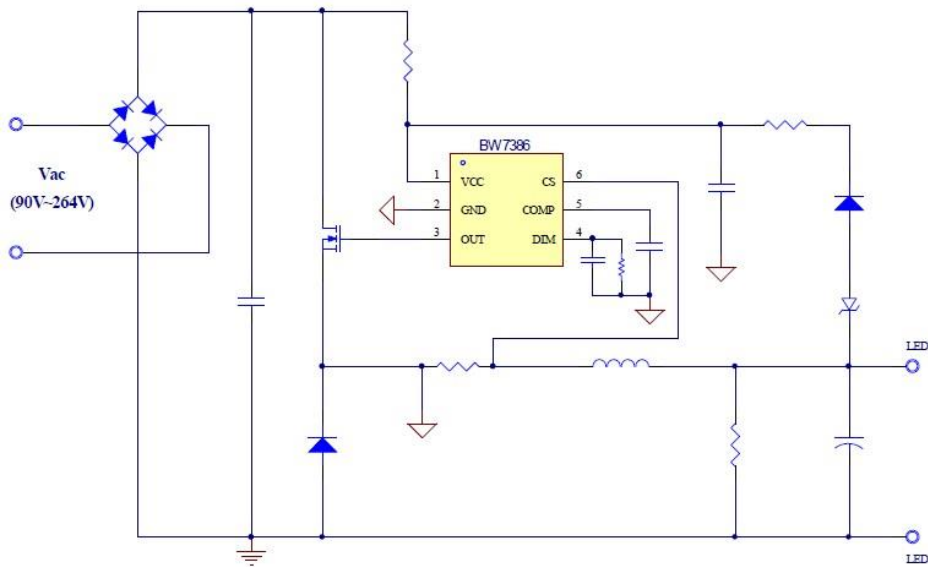 BW7386
Vac
(90V~264V)
1 VCC CS 6
2 GND COMP 5
3 OUT DIM 4
LED
LED